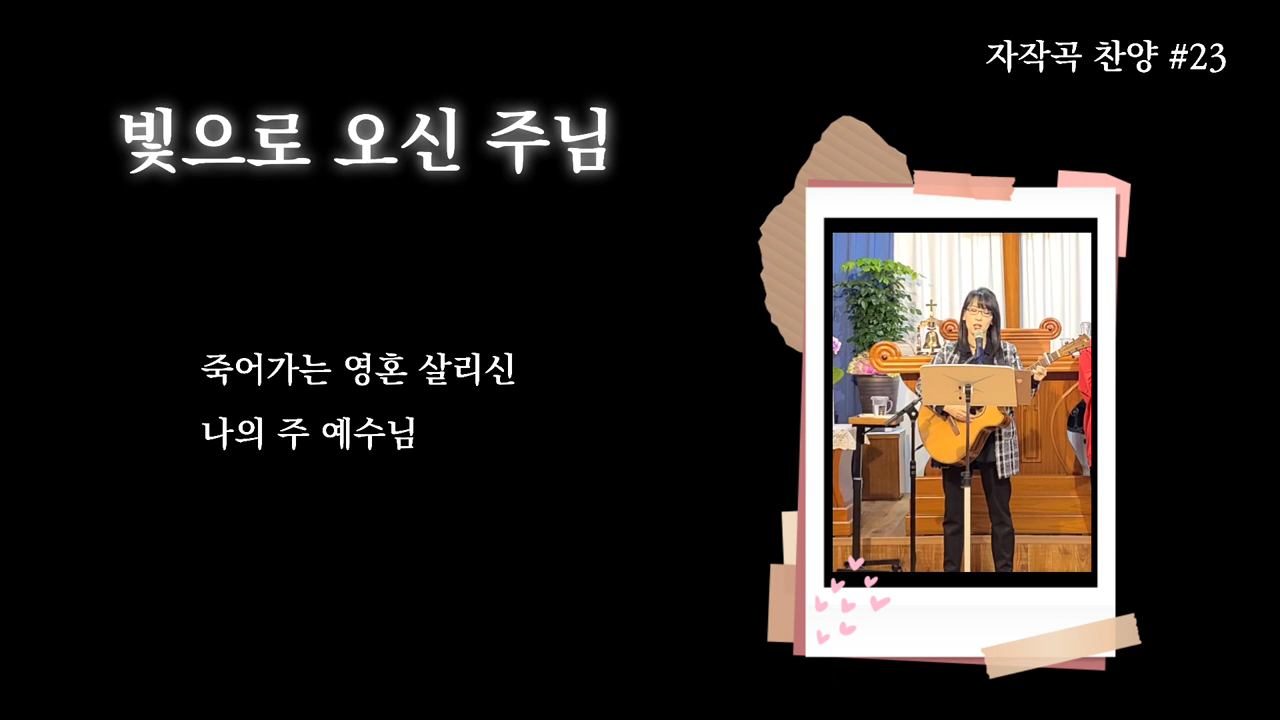 자작곡 찬양 #23
빛으로 오신 주님
죽어가는 영혼 살리신
나의 주 예수님